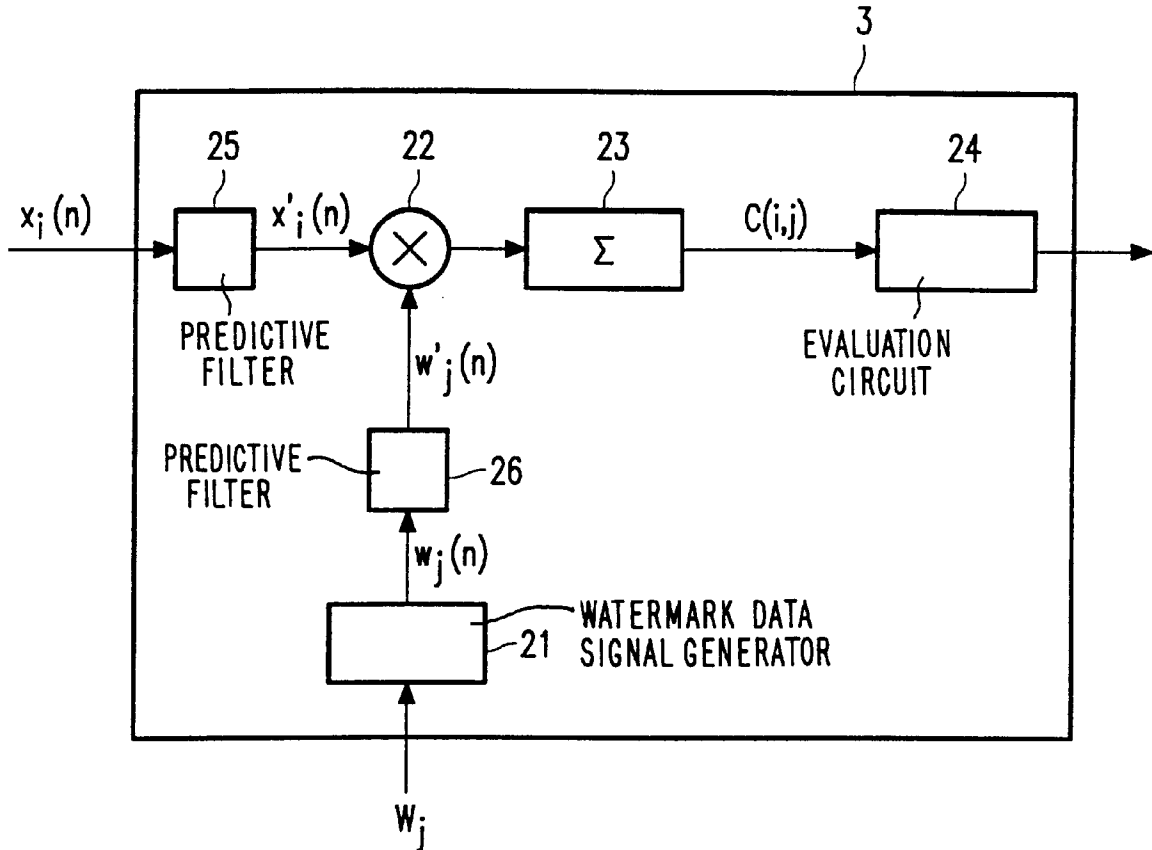 3
25
22
23
24
x_i(n)
x'_i(n)
×
Σ
C(i,j)
PREDICTIVE
FILTER
EVALUATION
CIRCUIT
w'_j(n)
PREDICTIVE
FILTER
26
w_j(n)
WATERMARK DATA
SIGNAL GENERATOR
21
W_j